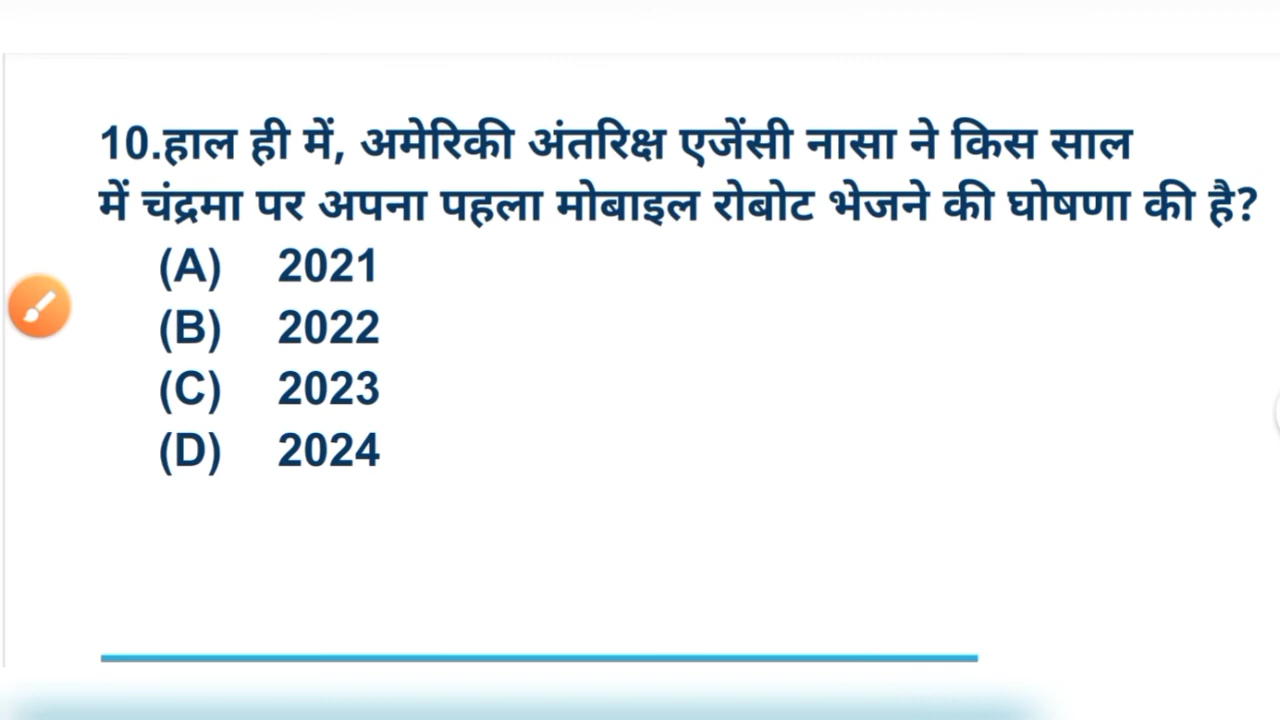 10.हाल ही में, अमेरिकी अंतरिक्ष एजेंसी नासा ने किस साल
में चंद्रमा पर अपना पहला मोबाइल रोबोट भेजने की घोषणा की है?
(A) 2021
(B) 2022
(C) 2023
(D) 2024